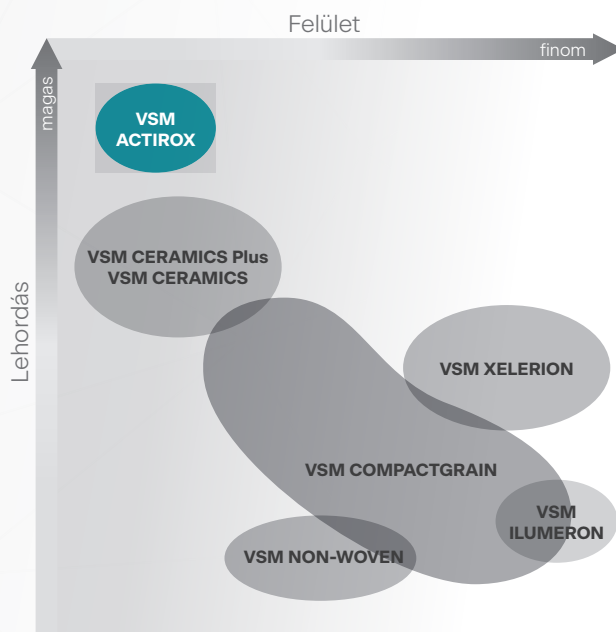 Felület
finom
magas
Lehordás
VSM
ACTIROX
VSM CERAMICS Plus
VSM CERAMICS
VSM XELERION
VSM COMPACTGRAIN
VSM
ILUMERON
VSM NON-WOVEN